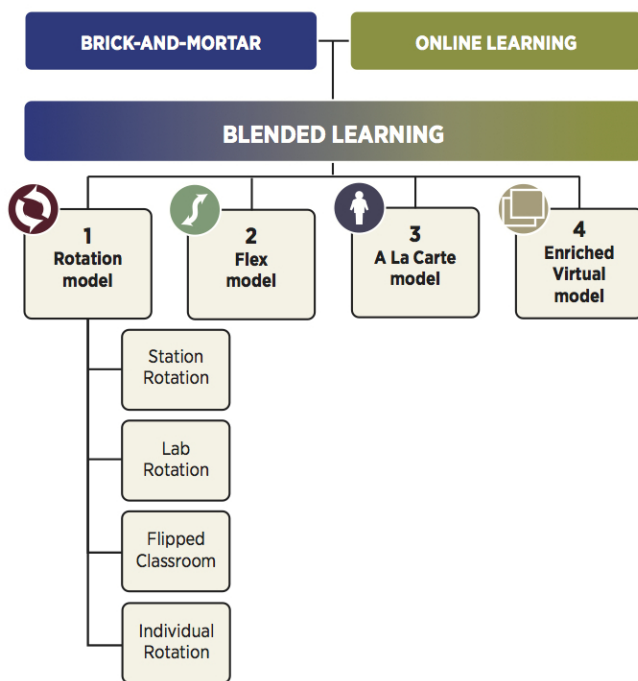 BRICK-AND-MORTAR
ONLINE LEARNING
BLENDED LEARNING
1
Rotation
model
2
Flex
model
3
A La Carte
model
4
Enriched
Virtual
model
Station
Rotation
Lab
Rotation
Flipped
Classroom
Individual
Rotation